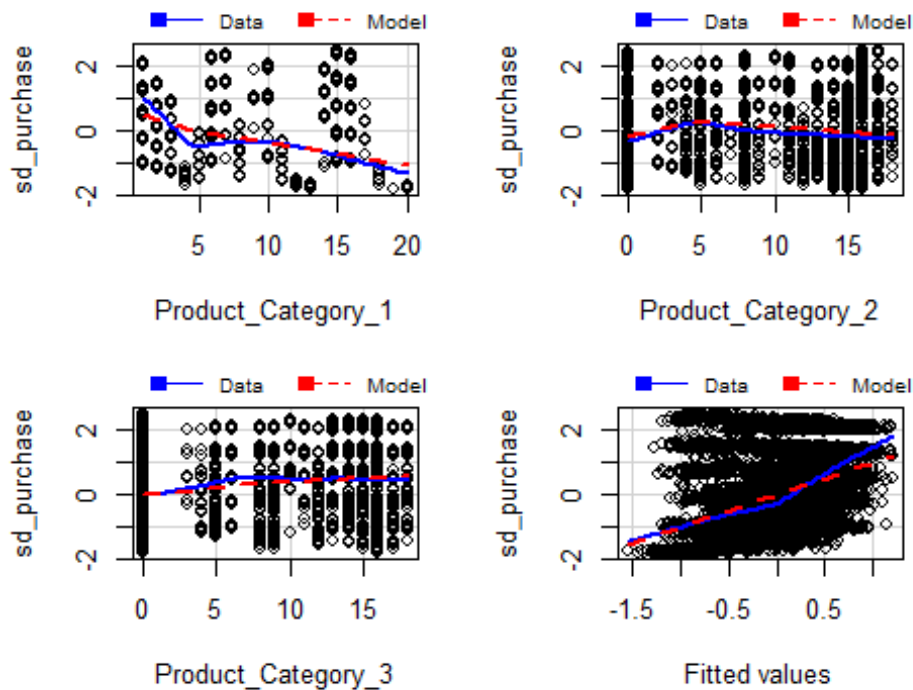 Data Model
sd_purchase
2
0
-2
5 10 15 20
Product_Category_1
Data Model
sd_purchase
2
0
-2
0 5 10 15
Product_Category_2
Data Model
sd_purchase
2
0
-2
0 5 10 15
Product_Category_3
Data Model
sd_purchase
2
0
-2
-1.5 -0.5 0.5
Fitted values